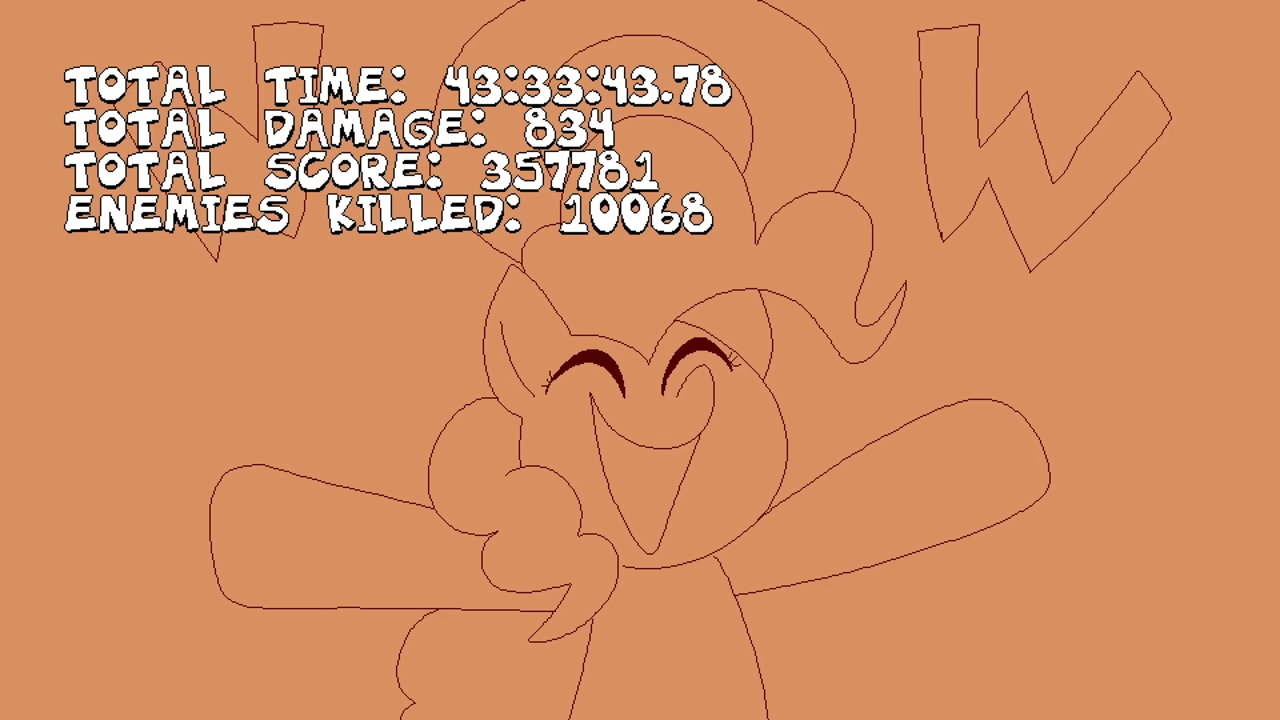 TOTAL TIME: 43:33:43.78
TOTAL DAMAGE: 834
TOTAL SCORE: 357781
ENEMIES KILLED: 10068
W